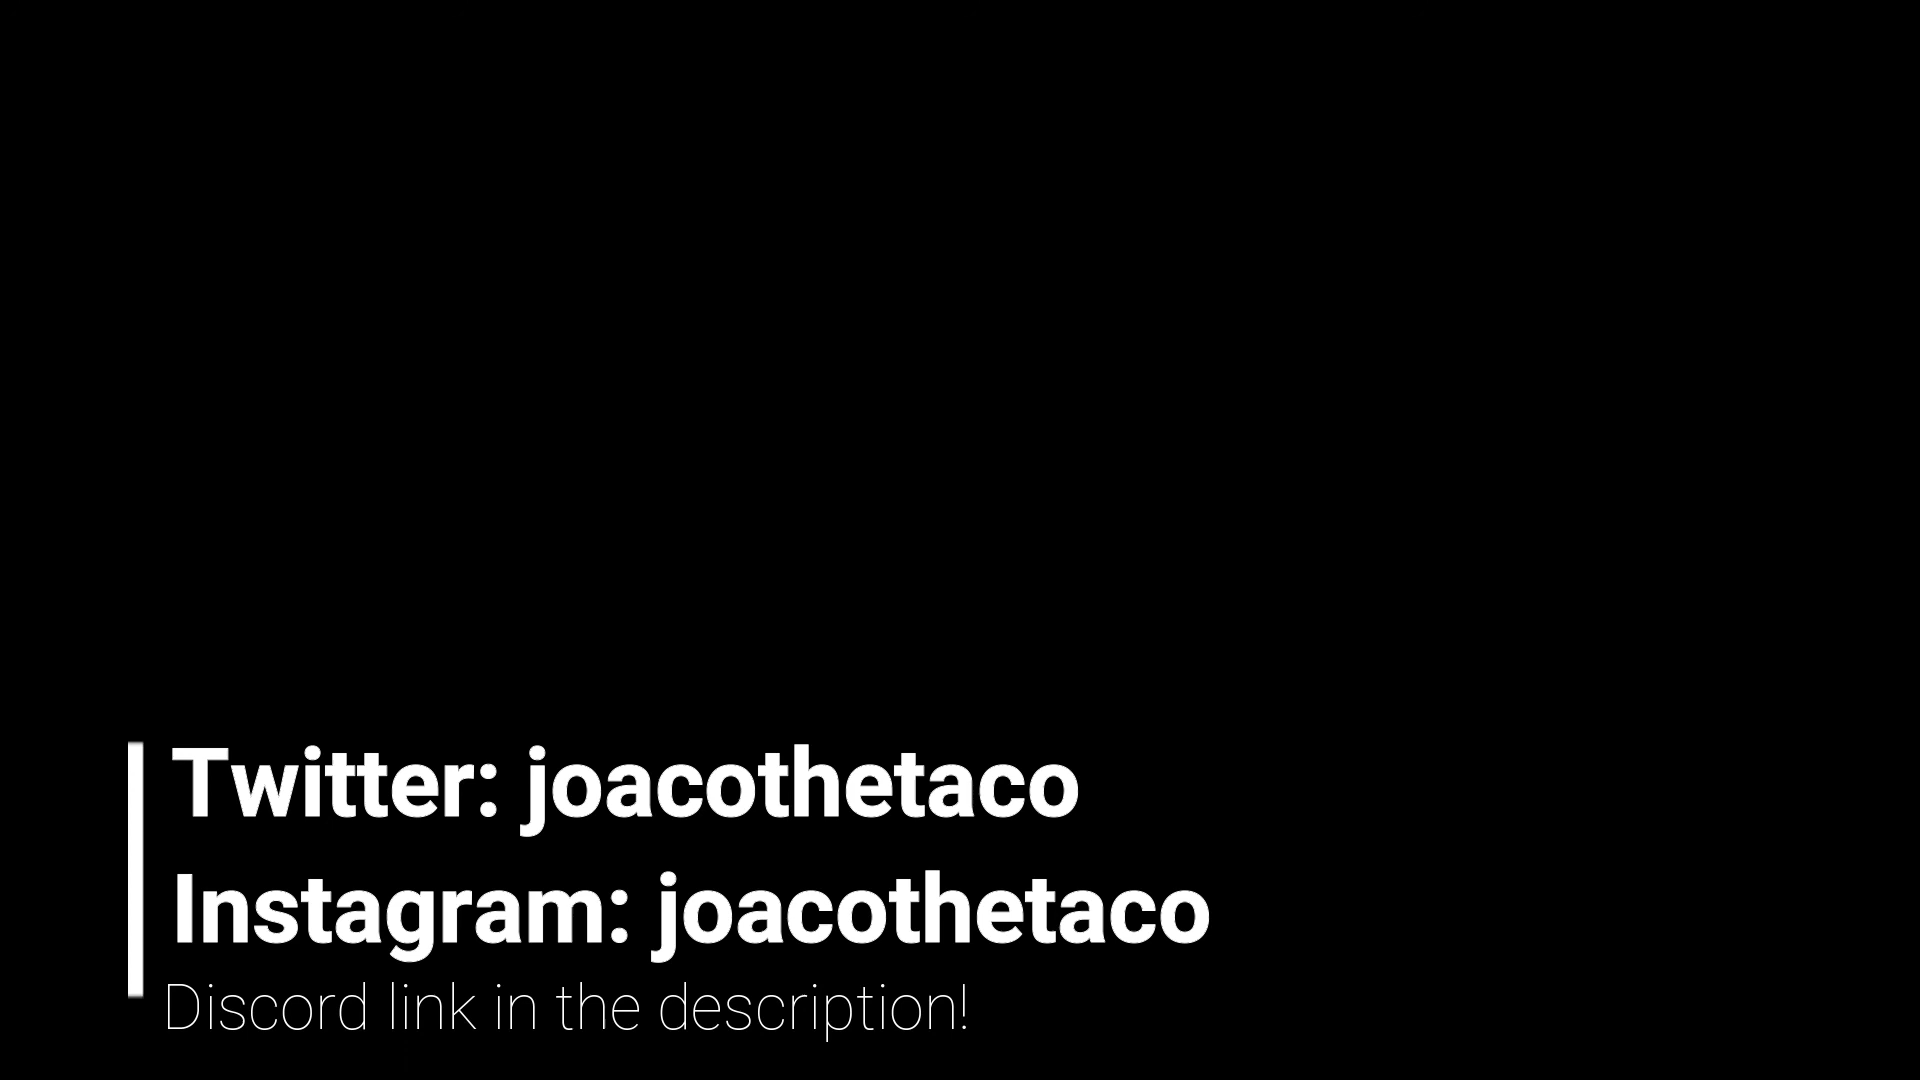 Twitter: joacothetaco
Instagram: joacothetaco
Discord link in the description!